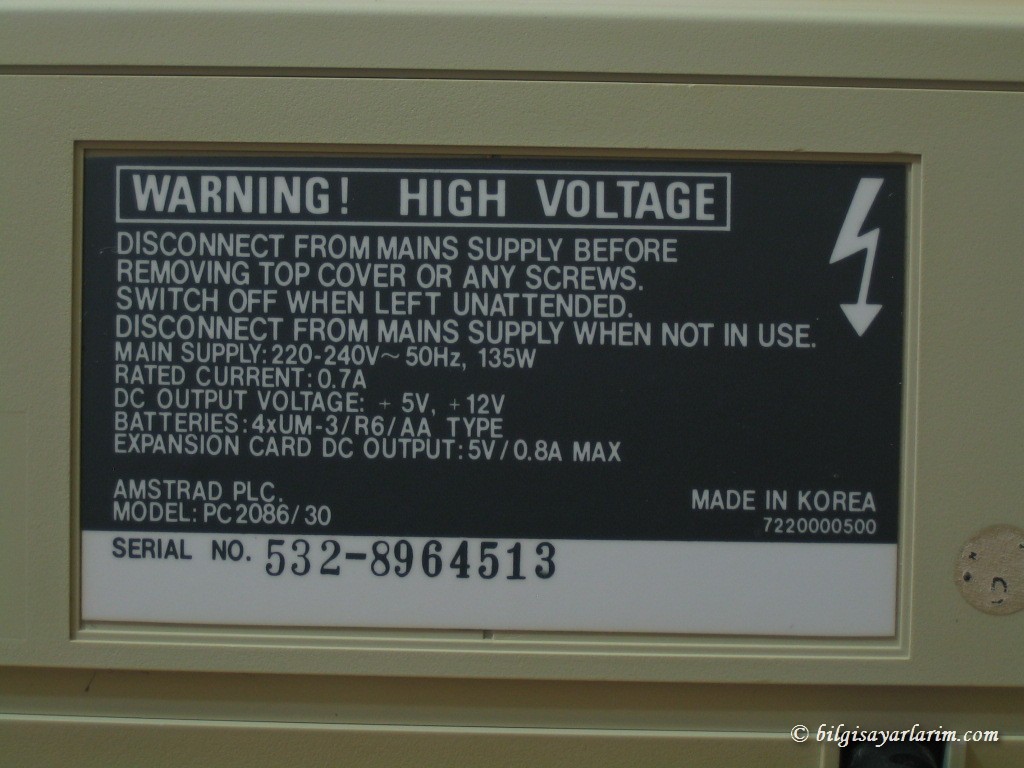 WARNING! HIGH VOLTAGE
DISCONNECT FROM MAINS SUPPLY BEFORE
REMOVING TOP COVER OR ANY SCREWS.
SWITCH OFF WHEN LEFT UNATTENDED.
DISCONNECT FROM MAINS SUPPLY WHEN NOT IN USE.
MAIN SUPPLY: 220-240V~ 50Hz, 135W
RATED CURRENT: 0.7A
DC OUTPUT VOLTAGE: + 5V, +12V
BATTERIES: 4xUM-3/R6/AA TYPE
EXPANSION CARD DC OUTPUT: 5V/0.8A MAX
AMSTRAD PLC.
MODEL: PC2086/30
MADE IN KOREA
7220000500
SERIAL NO. 532-8964513
© bilgisayarlarim.com